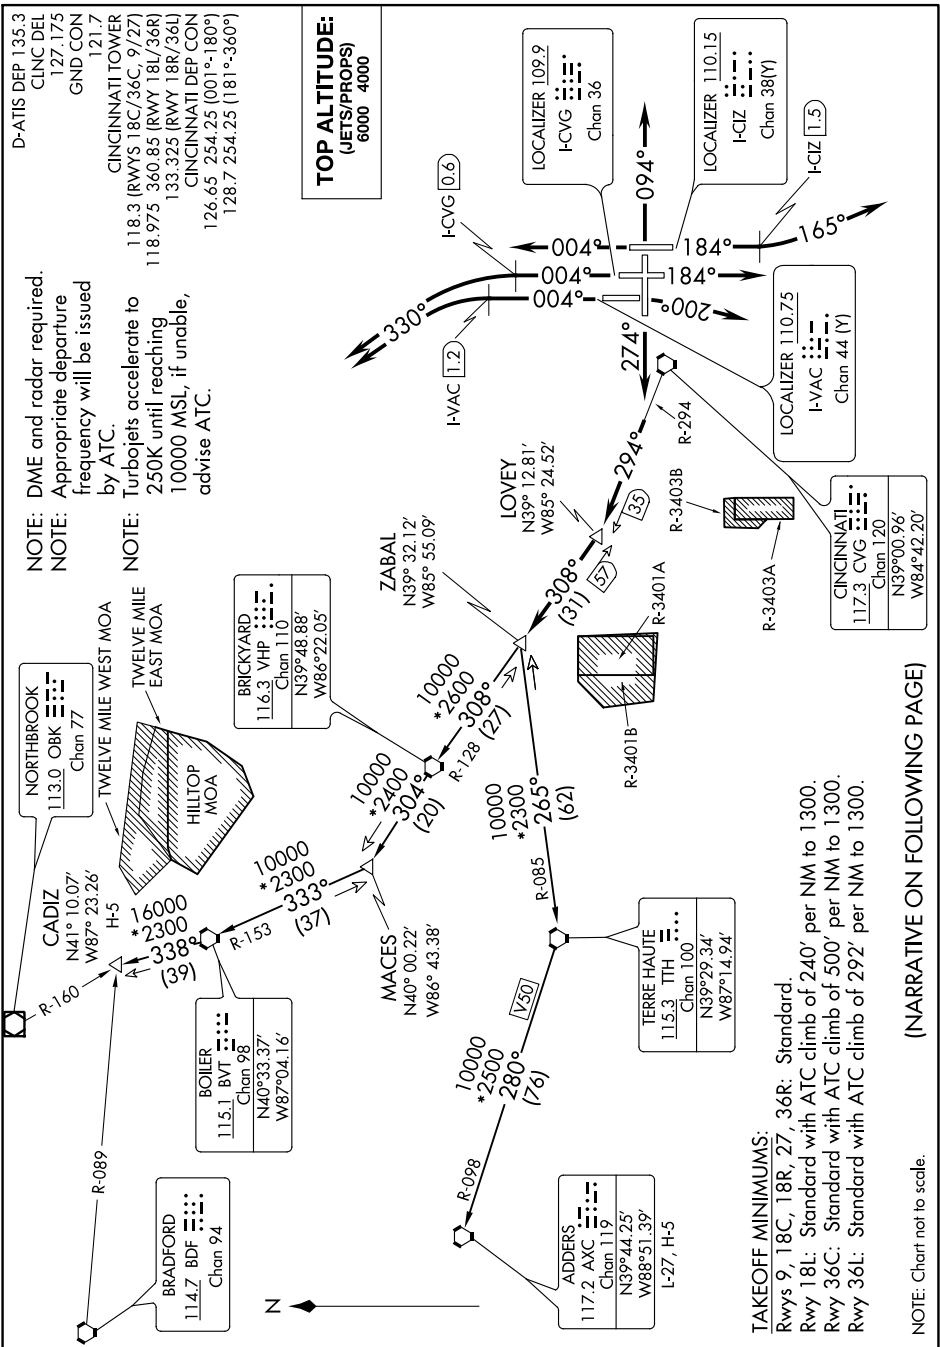 D-ATIS DEP 135.3
CLNC DEL
127.175
GND CON
121.7
CINCINNATI TOWER
118.3 (RWYS 18C/36C, 9/27)
118.975 360.85 (RWY 18L/36R)
133.325 (RWY 18R/36L)
CINCINNATI DEP CON
126.65 254.25 (001°-180°)
128.7 254.25 (181°-360°)
TOP ALTITUDE:
(JETS/PROPS)
6000 4000
NOTE: DME and radar required.
NOTE: Appropriate departure
frequency will be issued
by ATC.
NOTE: Turbojets accelerate to
250K until reaching
10000 MSL, if unable,
advise ATC.
NORTHBROOK
113.0 OBK
Chan 77
TWELVE MILE WEST MOA
TWELVE MILE
EAST MOA
HILLTOP
MOA
CADIZ
N41° 10.07'
W87° 23.26'
H-5
R-160
R-089
16000
*2300
338°
(39)
BRADFORD
114.7 BDF
Chan 94
BOILER
115.1 BVT
Chan 98
N40°33.37'
W87°04.16'
R-153
10000
*2300
333°
(37)
MACES
N40° 00.22'
W86° 43.38'
10000
*2400
304°
(20)
BRICKYARD
116.3 VHP
Chan 110
N39°48.88'
W86°22.05'
R-128
10000
*2600
308°
(27)
ZABAL
N39° 32.12'
W85° 55.09'
308°
(31)
57
35
LOVEY
N39° 12.81'
W85° 24.52'
294°
R-294
10000
*2300
265°
(62)
R-085
TERRE HAUTE
115.3 TTH
Chan 100
N39°29.34'
W87°14.94'
V50
10000
*2500
280°
(76)
R-098
ADDERS
117.2 AXC
Chan 119
N39°44.25'
W88°51.39'
L-27, H-5
N
R-3401A
R-3401B
R-3403B
R-3403A
CINCINNATI
117.3 CVG
Chan 120
N39°00.96'
W84°42.20'
LOCALIZER 109.9
I-CVG
Chan 36
LOCALIZER 110.15
I-CIZ
Chan 38(Y)
LOCALIZER 110.75
I-VAC
Chan 44 (Y)
I-CVG 0.6
I-VAC 1.2
I-CIZ 1.5
330°
004°
004°
004°
094°
274°
184°
184°
200°
165°
TAKEOFF MINIMUMS:
Rwys 9, 18C, 18R, 27, 36R: Standard.
Rwy 18L: Standard with ATC climb of 240' per NM to 1300.
Rwy 36C: Standard with ATC climb of 500' per NM to 1300.
Rwy 36L: Standard with ATC climb of 292' per NM to 1300.
(NARRATIVE ON FOLLOWING PAGE)
NOTE: Chart not to scale.